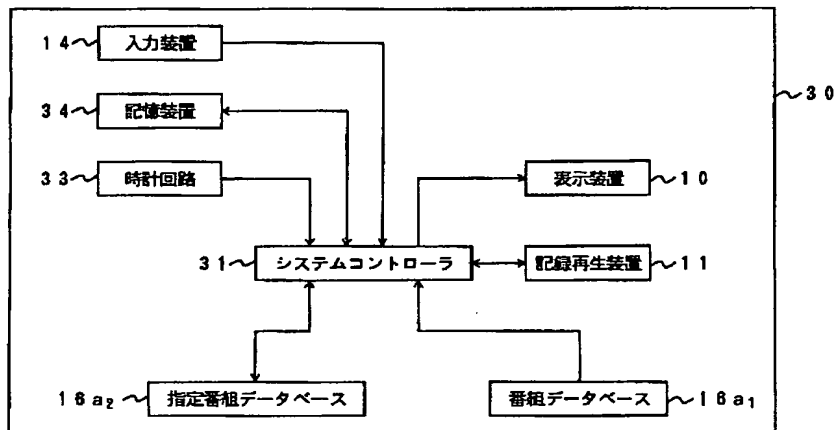 14 入力装置
30
34 記憶装置
33 時計回路
表示装置 10
31 システムコントローラ
記録再生装置 11
16a₂ 指定番組データベース
番組データベース 16a₁